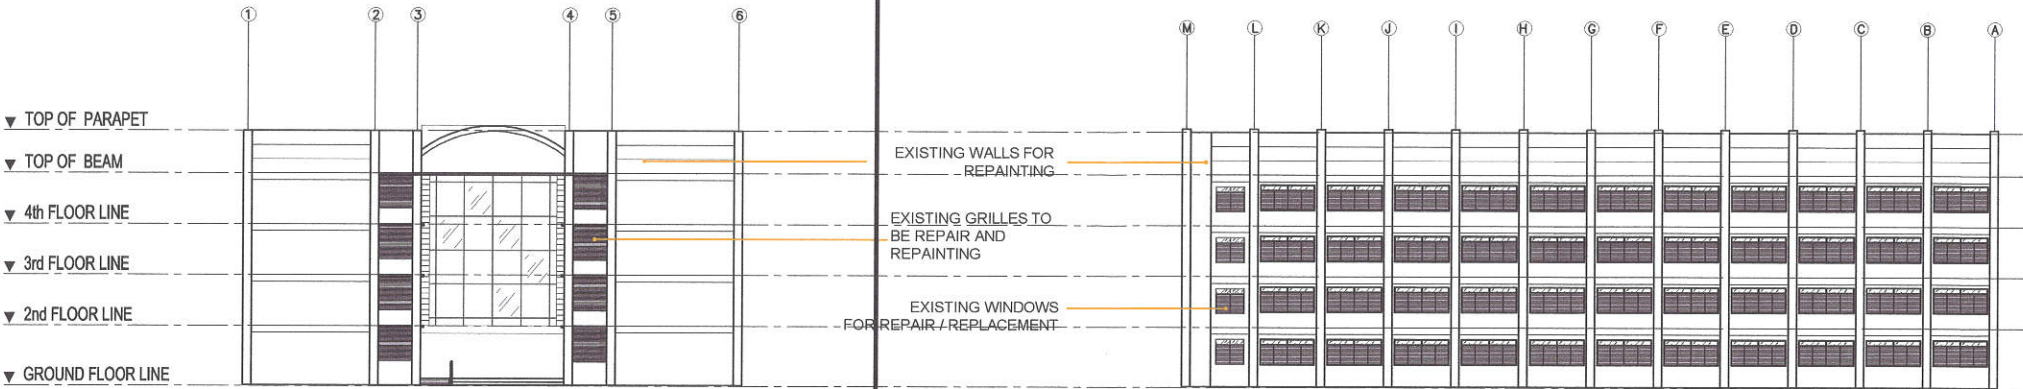 1 2 3 4 5 6
M L K J I H G F E D C B A
TOP OF PARAPET
TOP OF BEAM
4th FLOOR LINE
3rd FLOOR LINE
2nd FLOOR LINE
GROUND FLOOR LINE
EXISTING WALLS FOR
REPAINTING
EXISTING GRILLES TO
BE REPAIR AND
REPAINTING
EXISTING WINDOWS
FOR REPAIR / REPLACEMENT